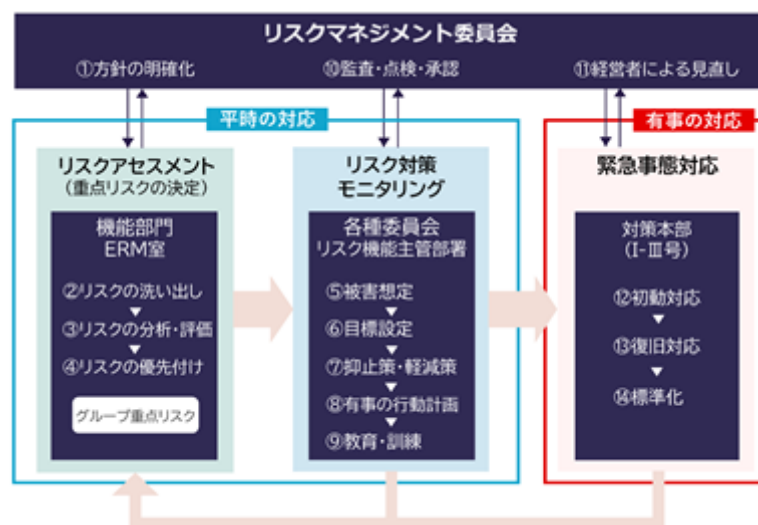 リスクマネジメント委員会
①方針の明確化
⑩監査・点検・承認
⑪経営者による見直し
平時の対応
有事の対応
リスクアセスメント
(重点リスクの決定)
機能部門
ERM室
②リスクの洗い出し
③リスクの分析・評価
④リスクの優先付け
グループ重点リスク
リスク対策
モニタリング
各種委員会
リスク機能主管部署
⑤被害想定
⑥目標設定
⑦抑止策・軽減策
⑧有事の行動計画
⑨教育・訓練
緊急事態対応
対策本部
(I-Ⅲ号)
⑫初動対応
⑬復旧対応
⑭標準化